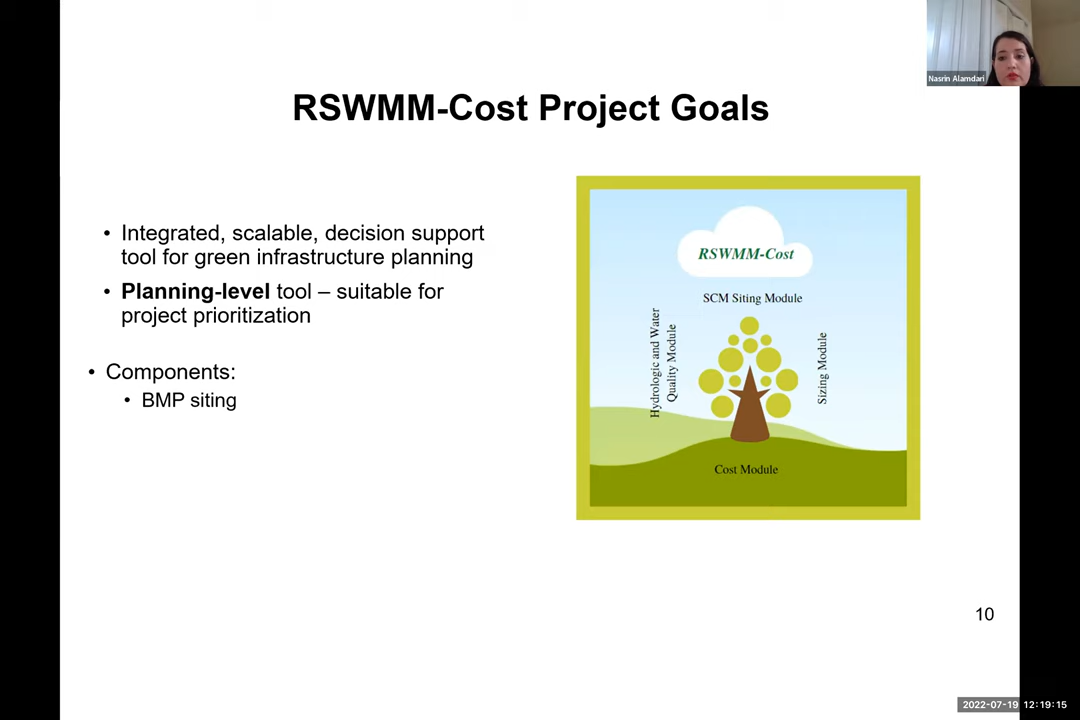 Nasrin Alamdari
RSWMM-Cost Project Goals
• Integrated, scalable, decision support
tool for green infrastructure planning
• Planning-level tool – suitable for
project prioritization
• Components:
• BMP siting
RSWMM-Cost
SCM Siting Module
Hydrologic and Water
Quality Module
Sizing Module
Cost Module
10
2022-07-19 12:19:15